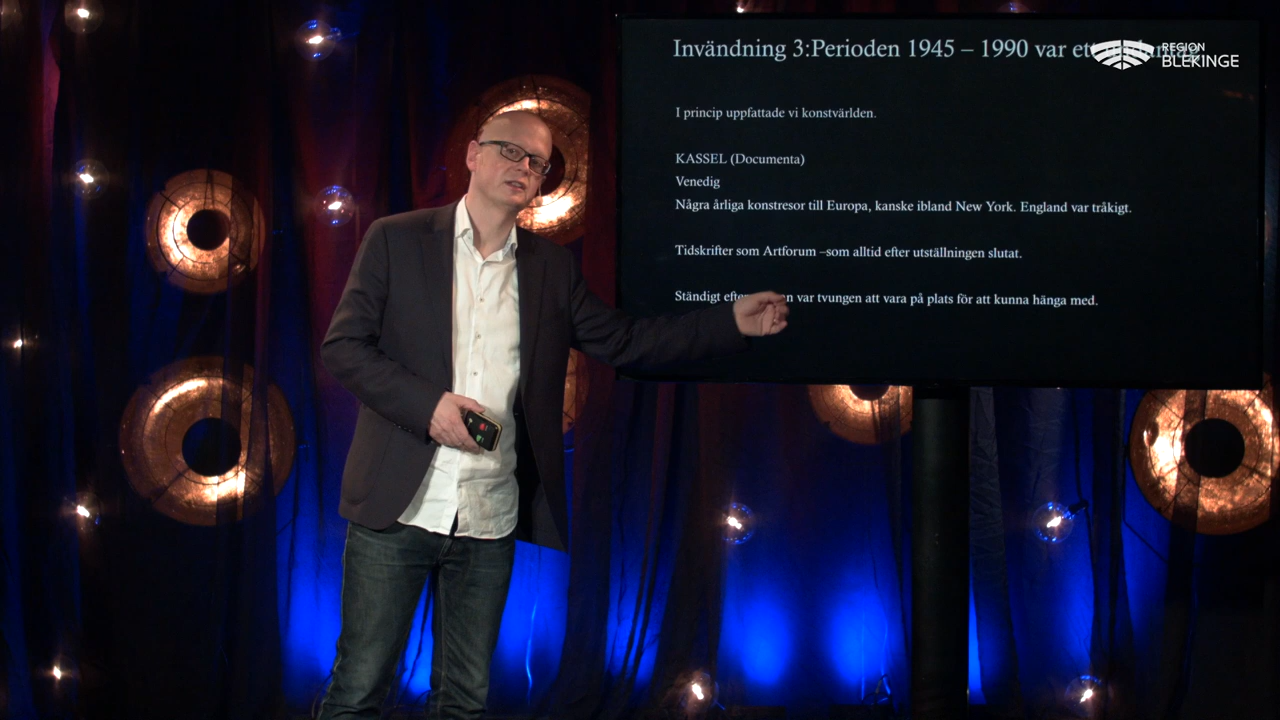 Invändning 3:Perioden 1945 – 1990 var ett
REGION
BLEKINGE
I princip uppfattade vi konstvärlden.
KASSEL (Documenta)
Venedig
Några årliga konstresor till Europa, kanske ibland New York. England var tråkigt.
Tidskrifter som Artforum –som alltid efter utställningen slutat.
Ständigt var tvungen att vara på plats för att kunna hänga med.